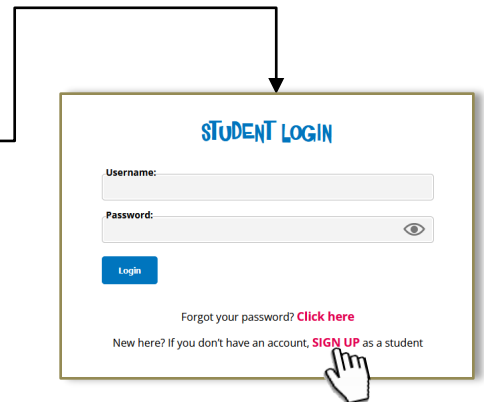 STUDENT LOGIN
Username:
Password:
Login
Forgot your password? Click here
New here? If you don't have an account, SIGN UP as a student